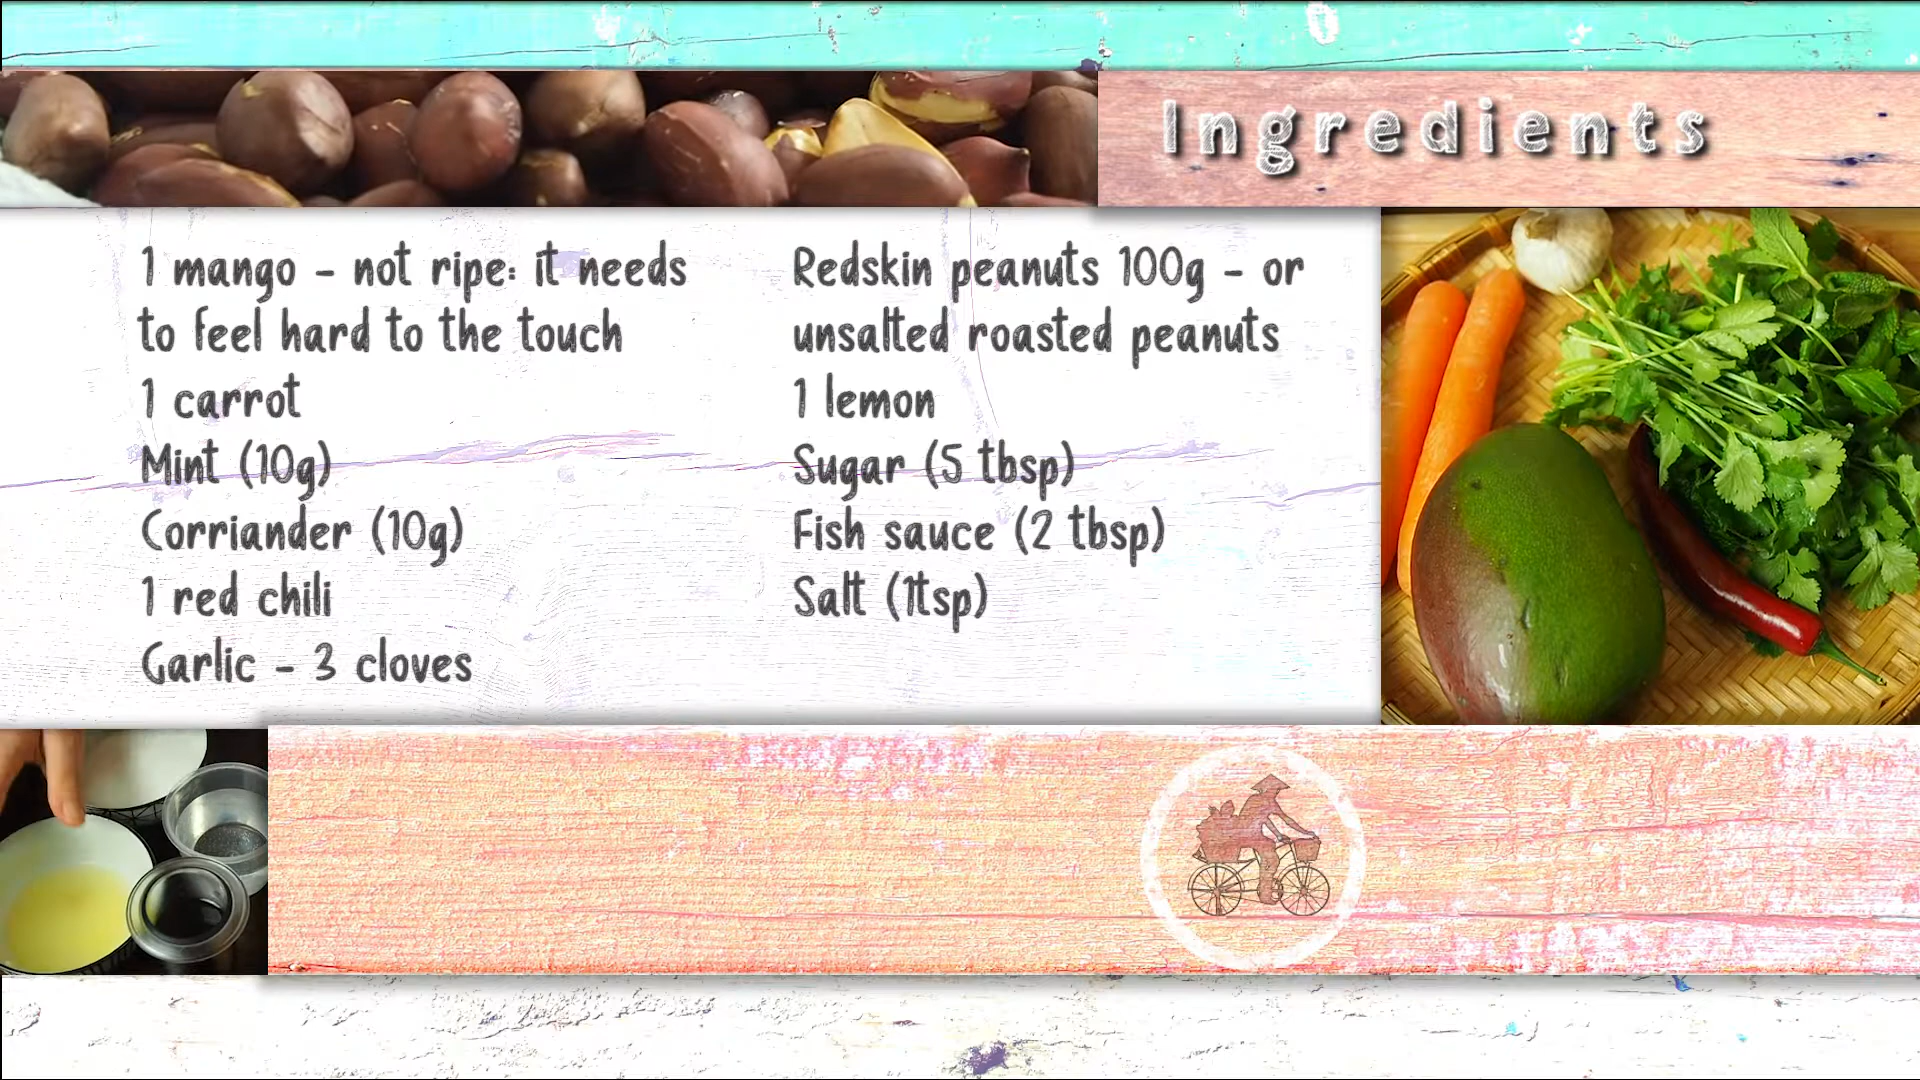 Ingredients
1 mango - not ripe: it needs
to feel hard to the touch
1 carrot
Mint (10g)
Corriander (10g)
1 red chili
Garlic - 3 cloves
Redskin peanuts 100g - or
unsalted roasted peanuts
1 lemon
Sugar (5 tbsp)
Fish sauce (2 tbsp)
Salt (1tsp)